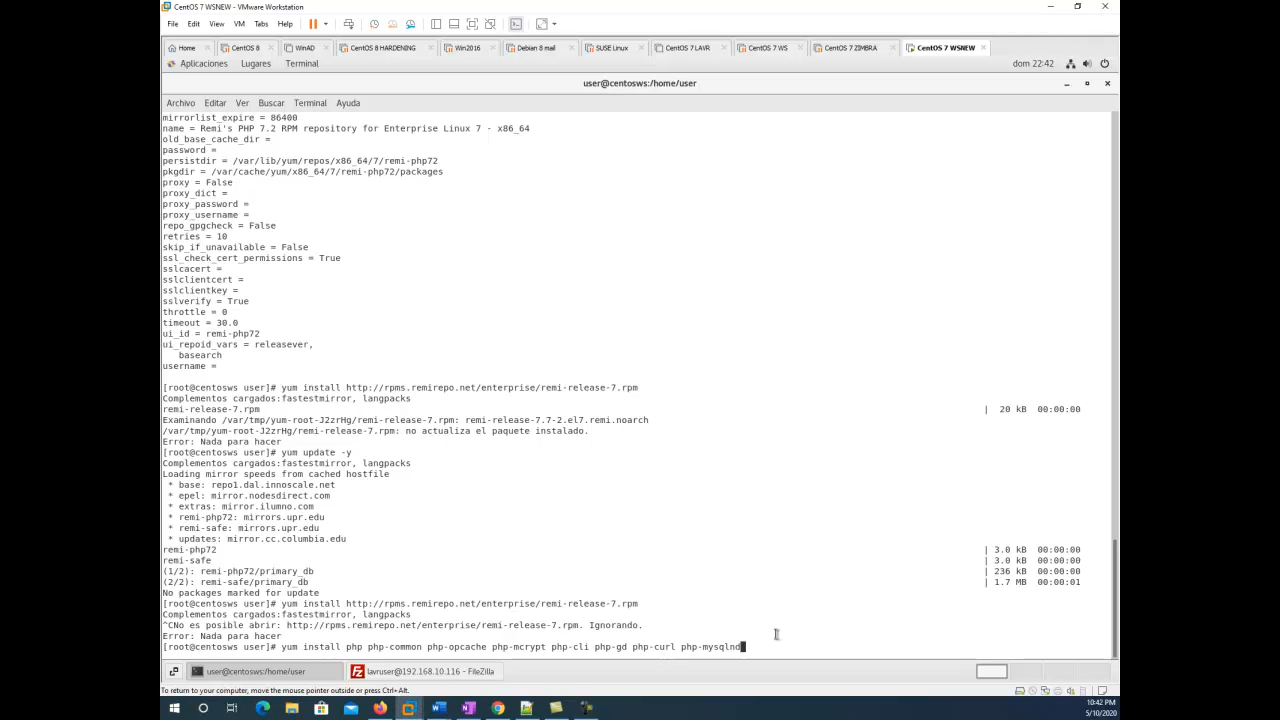 CentOS 7 WSNEW - VMware Workstation
File Edit View VM Tabs Help
Home CentOS 8 WinAD CentOS 8 HARDENING Win2016 Debian 8 mail SUSE Linux CentOS 7 LAVR CentOS 7 WS CentOS 7 ZIMBRA CentOS 7 WSNEW
Aplicaciones Lugares Terminal dom 22:42
user@centosws:/home/user
Archivo Editar Ver Buscar Terminal Ayuda
mirrorlist_expire = 86400
name = Remi's PHP 7.2 RPM repository for Enterprise Linux 7 - x86_64
old_base_cache_dir =
password =
persistdir = /var/lib/yum/repos/x86_64/7/remi-php72
pkgdir = /var/cache/yum/x86_64/7/remi-php72/packages
proxy = False
proxy_dict =
proxy_password =
proxy_username =
repo_gpgcheck = False
retries = 10
skip_if_unavailable = False
ssl_check_cert_permissions = True
sslcacert =
sslclientcert =
sslclientkey =
sslverify = True
throttle = 0
timeout = 30.0
ui_id = remi-php72
ui_repoid_vars = releasever,
basearch
username =
[root@centosws user]# yum install http://rpms.remirepo.net/enterprise/remi-release-7.rpm
Complementos cargados:fastestmirror, langpacks
remi-release-7.rpm | 20 kB 00:00:00
Examinando /var/tmp/yum-root-J2zrHg/remi-release-7.rpm: remi-release-7.7-2.el7.remi.noarch
/var/tmp/yum-root-J2zrHg/remi-release-7.rpm: no actualiza el paquete instalado.
Error: Nada para hacer
[root@centosws user]# yum update -y
Complementos cargados:fastestmirror, langpacks
Loading mirror speeds from cached hostfile
* base: repo1.dal.innoscale.net
* epel: mirror.nodesdirect.com
* extras: mirror.ilumno.com
* remi-php72: mirrors.upr.edu
* remi-safe: mirrors.upr.edu
* updates: mirror.cc.columbia.edu
remi-php72 | 3.0 kB 00:00:00
remi-safe | 3.0 kB 00:00:00
(1/2): remi-php72/primary_db | 236 kB 00:00:00
(2/2): remi-safe/primary_db | 1.7 MB 00:00:01
No packages marked for update
[root@centosws user]# yum install http://rpms.remirepo.net/enterprise/remi-release-7.rpm
Complementos cargados:fastestmirror, langpacks
^CNo es posible abrir: http://rpms.remirepo.net/enterprise/remi-release-7.rpm. Ignorando.
Error: Nada para hacer
[root@centosws user]# yum install php php-common php-opcache php-mcrypt php-cli php-gd php-curl php-mysqlnd
user@centosws:/home/user lavruser@192.168.10.116 - FileZilla
To return to your computer, move the mouse pointer outside or press Ctrl+Alt.
10:42 PM
5/10/2020